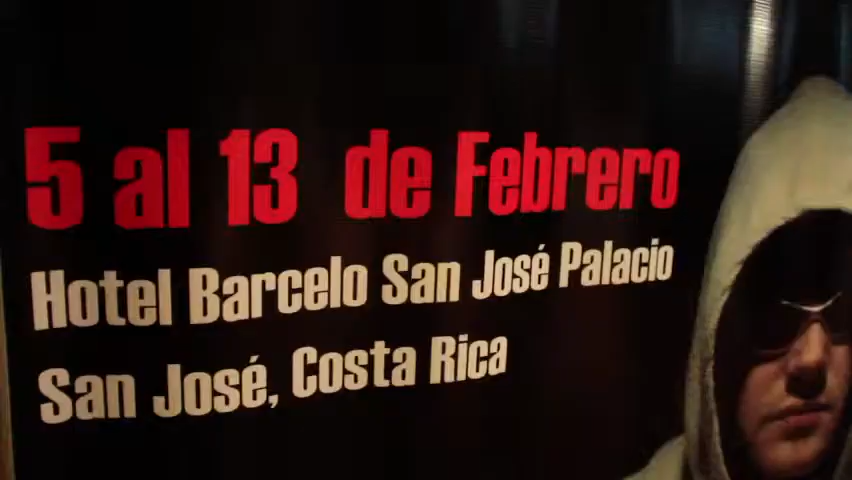 5 al 13 de Febrero
Hotel Barcelo San José Palacio
San José, Costa Rica